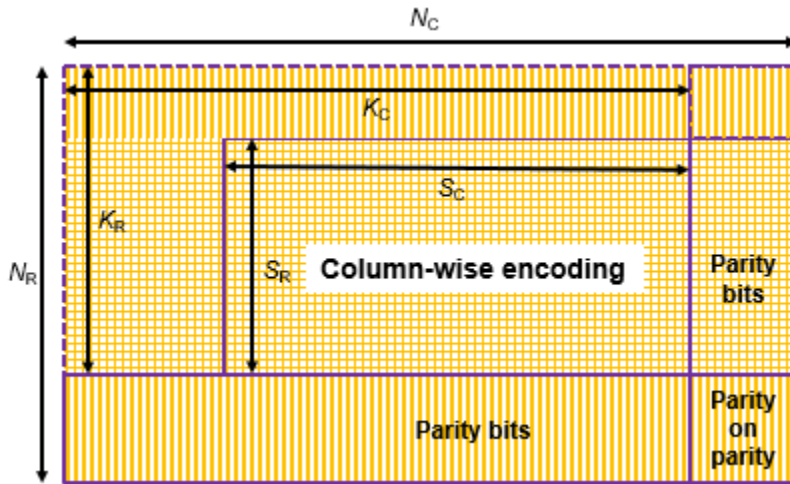 N_C
K_C
S_C
K_R
N_R
S_R
Column-wise encoding
Parity
bits
Parity bits
Parity
on
parity